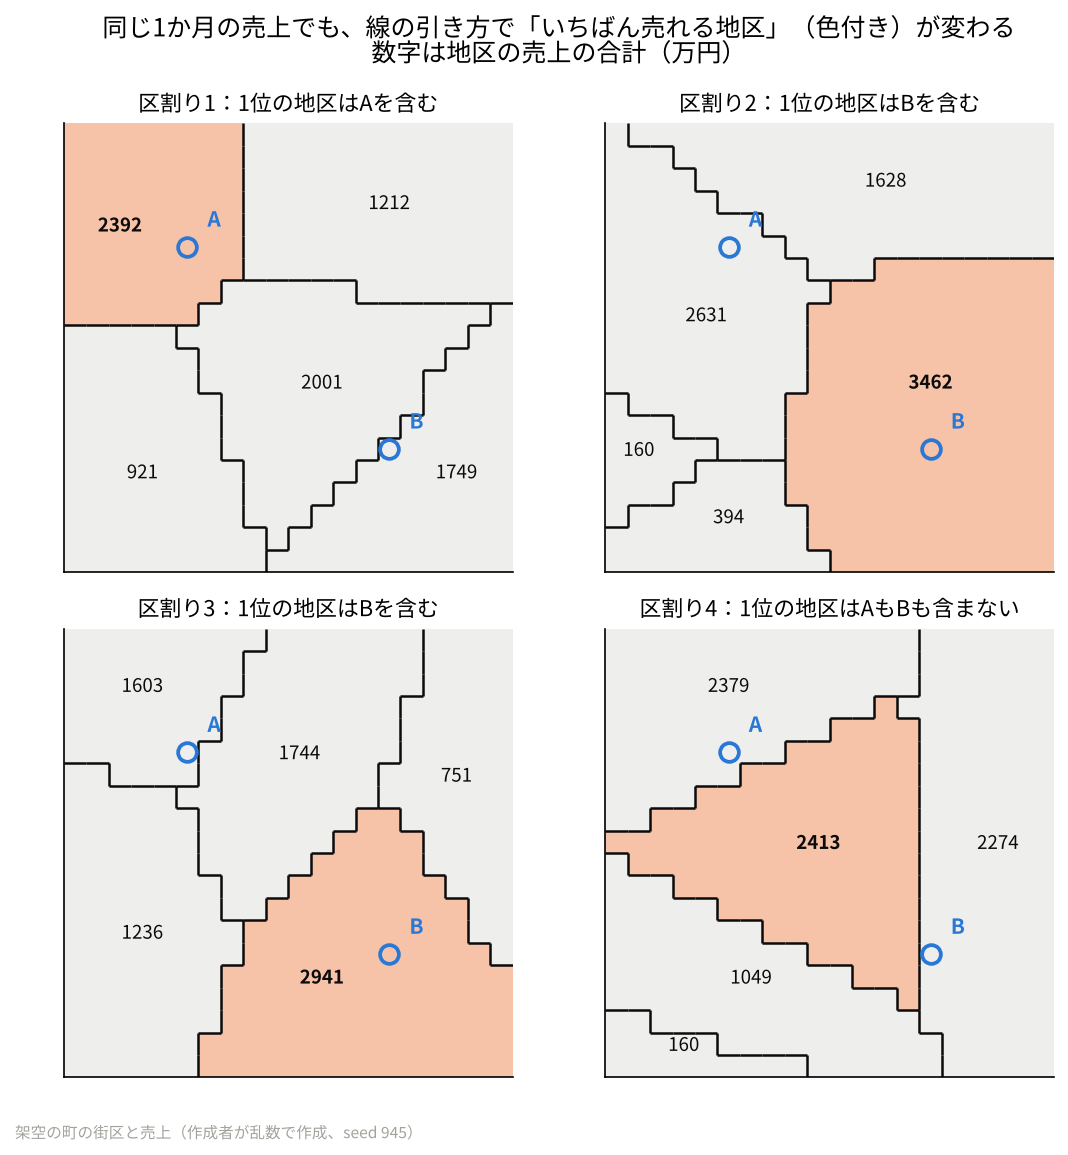 同じ1か月の売上でも、線の引き方で「いちばん売れる地区」（色付き）が変わる
数字は地区の売上の合計（万円）
区割り1：1位の地区はAを含む
2392
A
1212
2001
B
921
1749
区割り2：1位の地区はBを含む
1628
A
2631
3462
B
160
394
区割り3：1位の地区はBを含む
1603
A
1744
751
1236
B
2941
区割り4：1位の地区はAもBも含まない
2379
A
2413
2274
B
1049
160
架空の町の街区と売上（作成者が乱数で作成、seed 945）